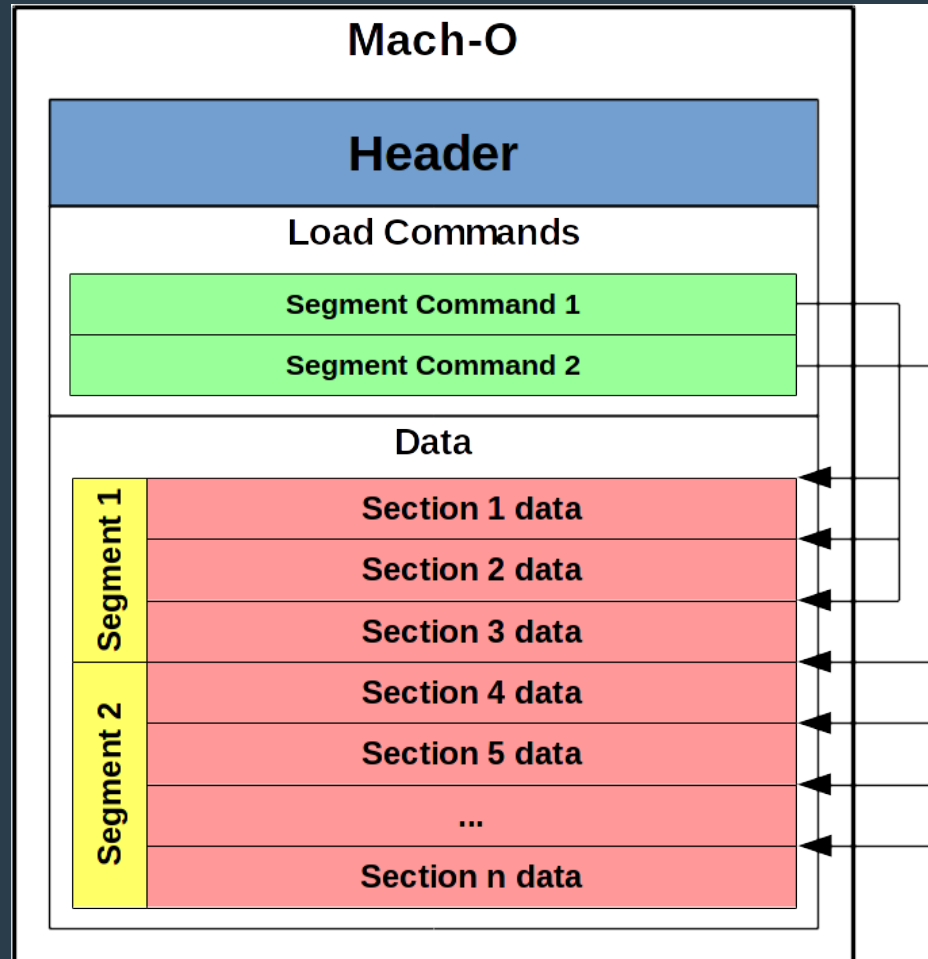 Mach-O
Header
Load Commands
Segment Command 1
Segment Command 2
Data
Segment 1
Section 1 data
Section 2 data
Section 3 data
Segment 2
Section 4 data
Section 5 data
...
Section n data